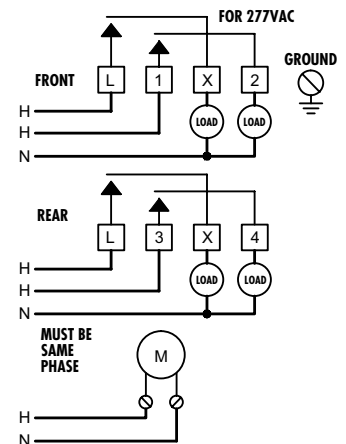 FOR 277VAC
GROUND
FRONT L 1 X 2
LOAD LOAD
H
H
N
REAR L 3 X 4
LOAD LOAD
H
H
N
MUST BE
SAME
PHASE
M
H
N